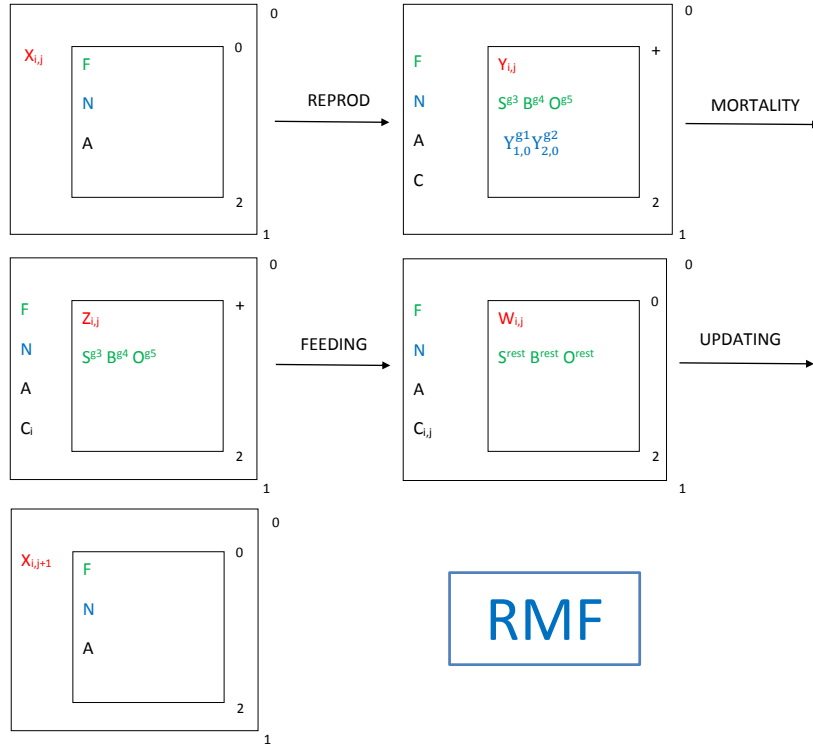 0
X_{i,j}
0
F
N
A
2
1
REPROD
0
+
F
Y_{i,j}
N
S^{g3} B^{g4} O^{g5}
A
Y_{1,0}^{g1}Y_{2,0}^{g2}
C
2
1
MORTALITY
0
+
F
Z_{i,j}
N
S^{g3} B^{g4} O^{g5}
A
C_i
2
1
FEEDING
0
0
F
W_{i,j}
N
S^{rest} B^{rest} O^{rest}
A
C_{i,j}
2
1
UPDATING
0
X_{i,j+1}
0
F
N
A
2
1
RMF